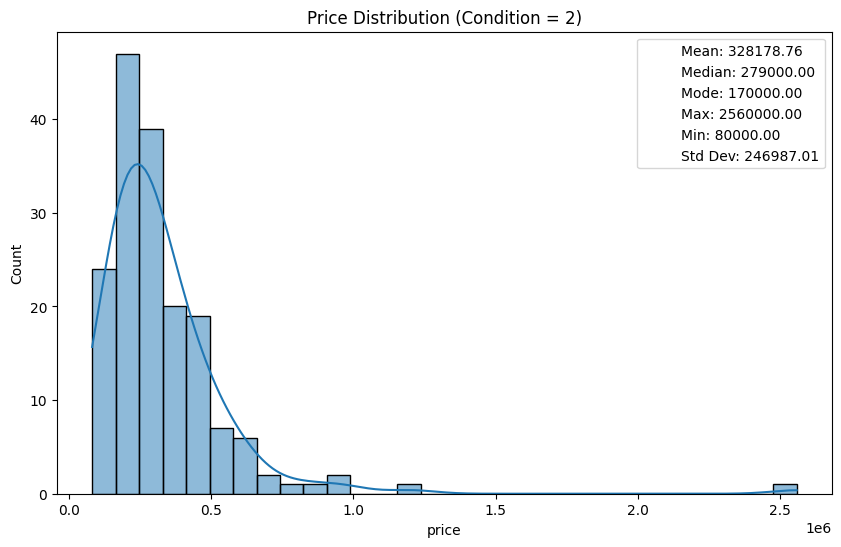 Price Distribution (Condition = 2)
Mean: 328178.76
Median: 279000.00
Mode: 170000.00
Max: 2560000.00
Min: 80000.00
Std Dev: 246987.01
Count
40
30
20
10
0
0.0 0.5 1.0 1.5 2.0 2.5
1e6
price